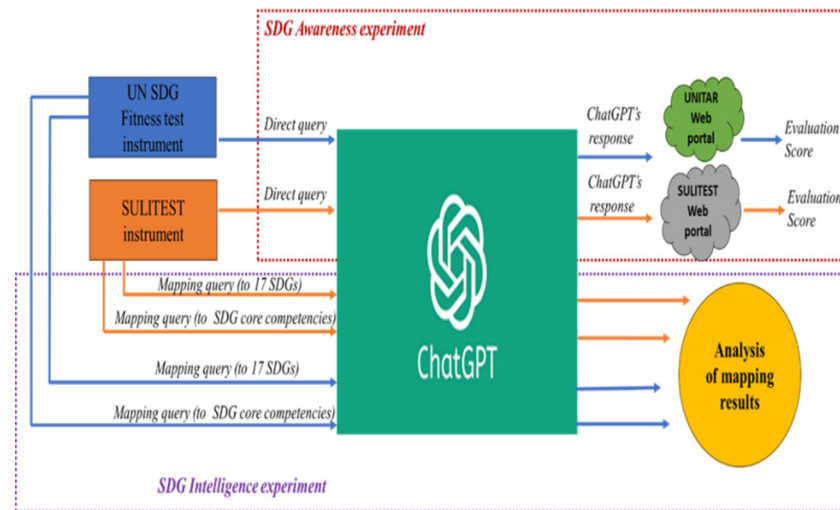 SDG Awareness experiment
UN SDG
Fitness test
instrument
Direct query
ChatGPT's
response
UNITAR
Web
portal
Evaluation
Score
SULITEST
instrument
Direct query
ChatGPT's
response
SULITEST
Web
portal
Evaluation
Score
Mapping query (to 17 SDGs)
Mapping query (to SDG core competencies)
Mapping query (to 17 SDGs)
Mapping query (to SDG core competencies)
ChatGPT
Analysis
of mapping
results
SDG Intelligence experiment